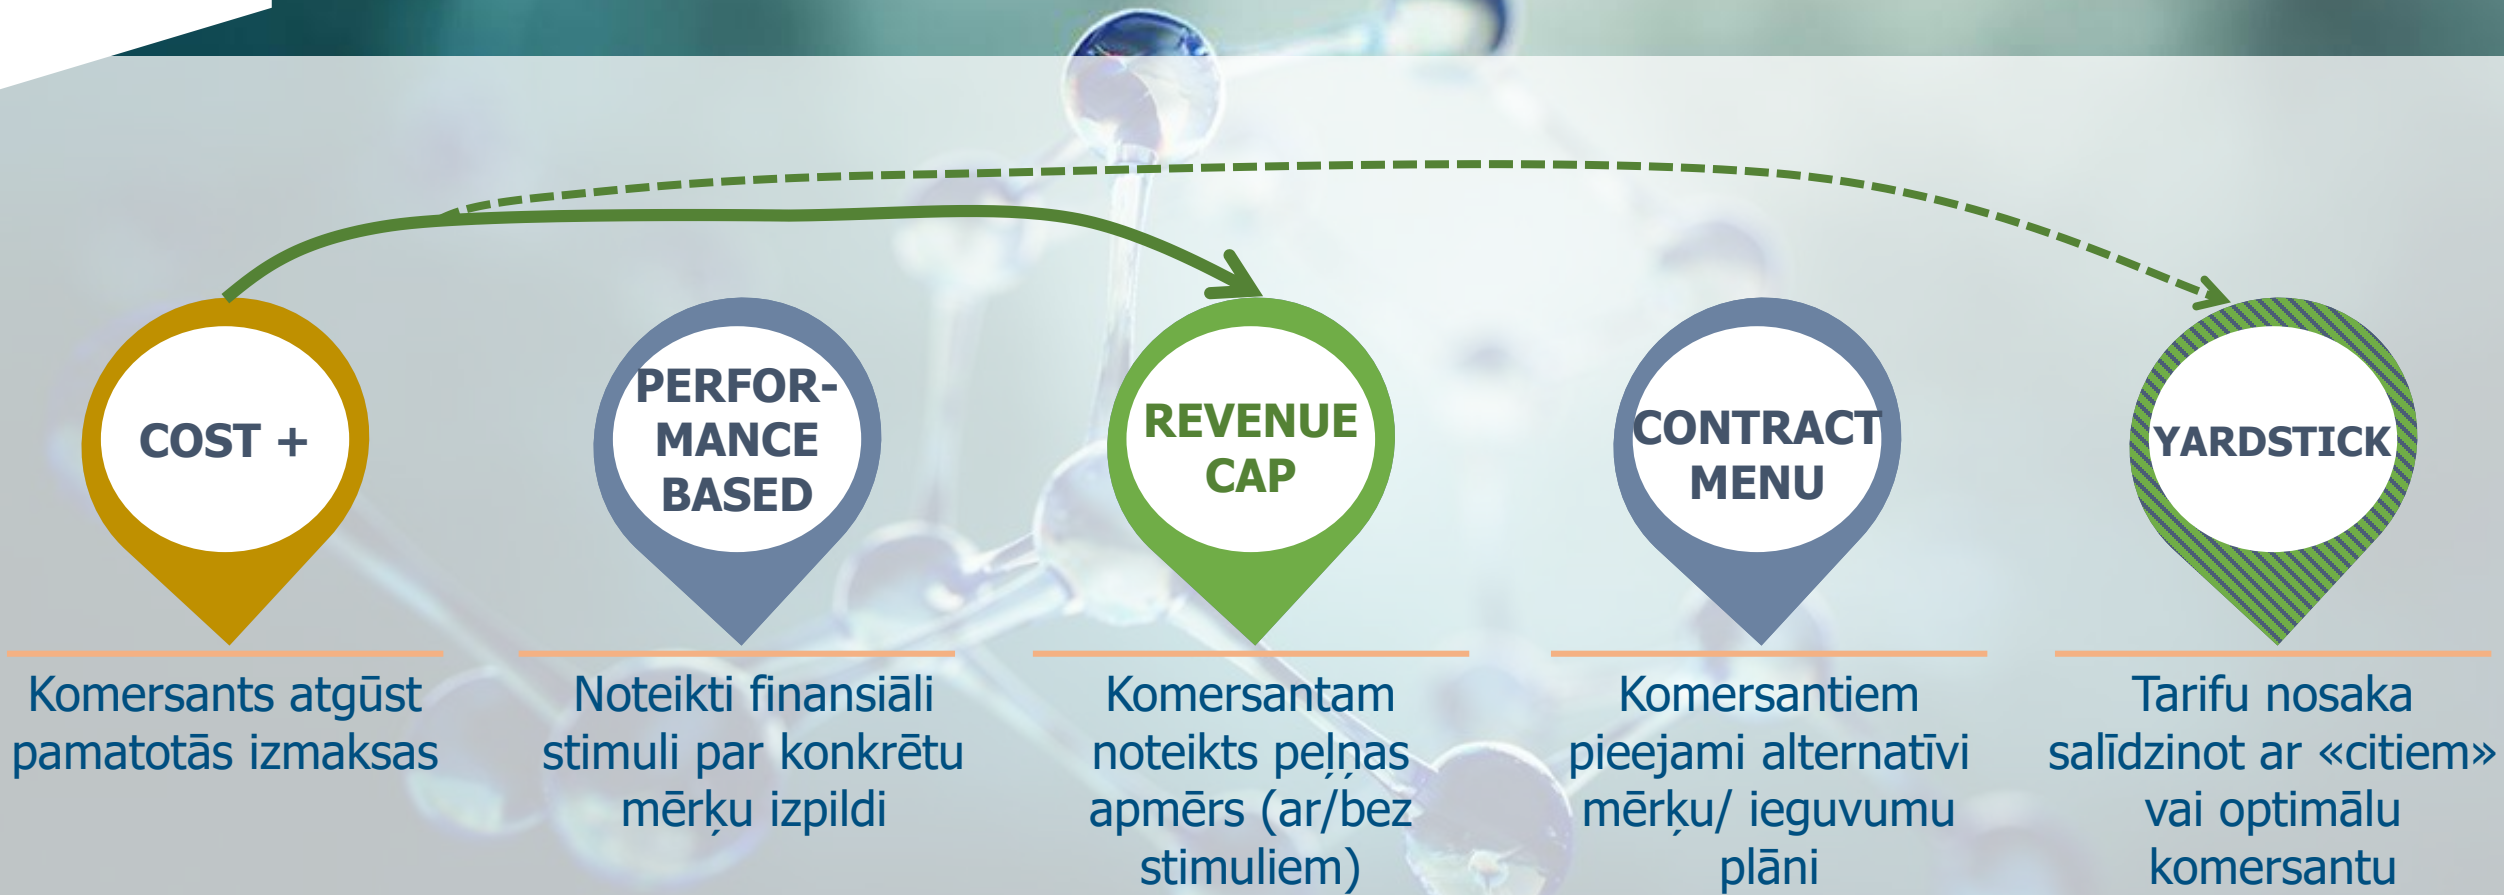 COST +
PERFOR-
MANCE
BASED
REVENUE
CAP
CONTRACT
MENU
YARDSTICK
Komersants atgūst
pamatotās izmaksas
Noteikti finansiāli
stimuli par konkrētu
mērķu izpildi
Komersantam
noteikts peļņas
apmērs (ar/bez
stimuliem)
Komersantiem
pieejami alternatīvi
mērķu/ ieguvumu
plāni
Tarifu nosaka
salīdzinot ar «citiem»
vai optimālu
komersantu